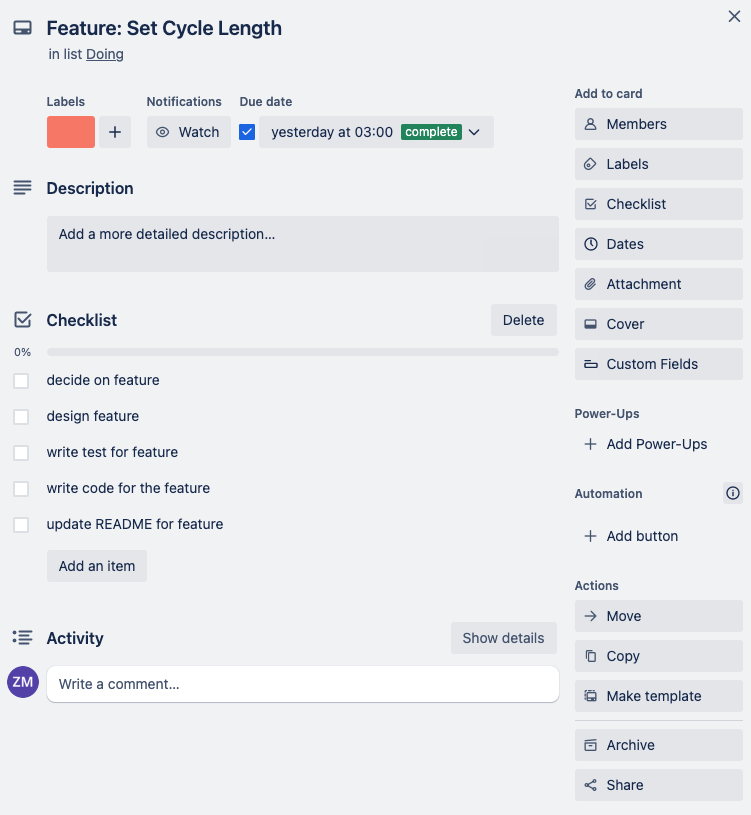 Feature: Set Cycle Length
in list Doing
Labels
Notifications
Due date
Watch
yesterday at 03:00 complete
Description
Add a more detailed description...
Checklist
Delete
0%
decide on feature
design feature
write test for feature
write code for the feature
update README for feature
Add an item
Activity
Show details
ZM
Write a comment...
Add to card
Members
Labels
Checklist
Dates
Attachment
Cover
Custom Fields
Power-Ups
Add Power-Ups
Automation
Add button
Actions
Move
Copy
Make template
Archive
Share